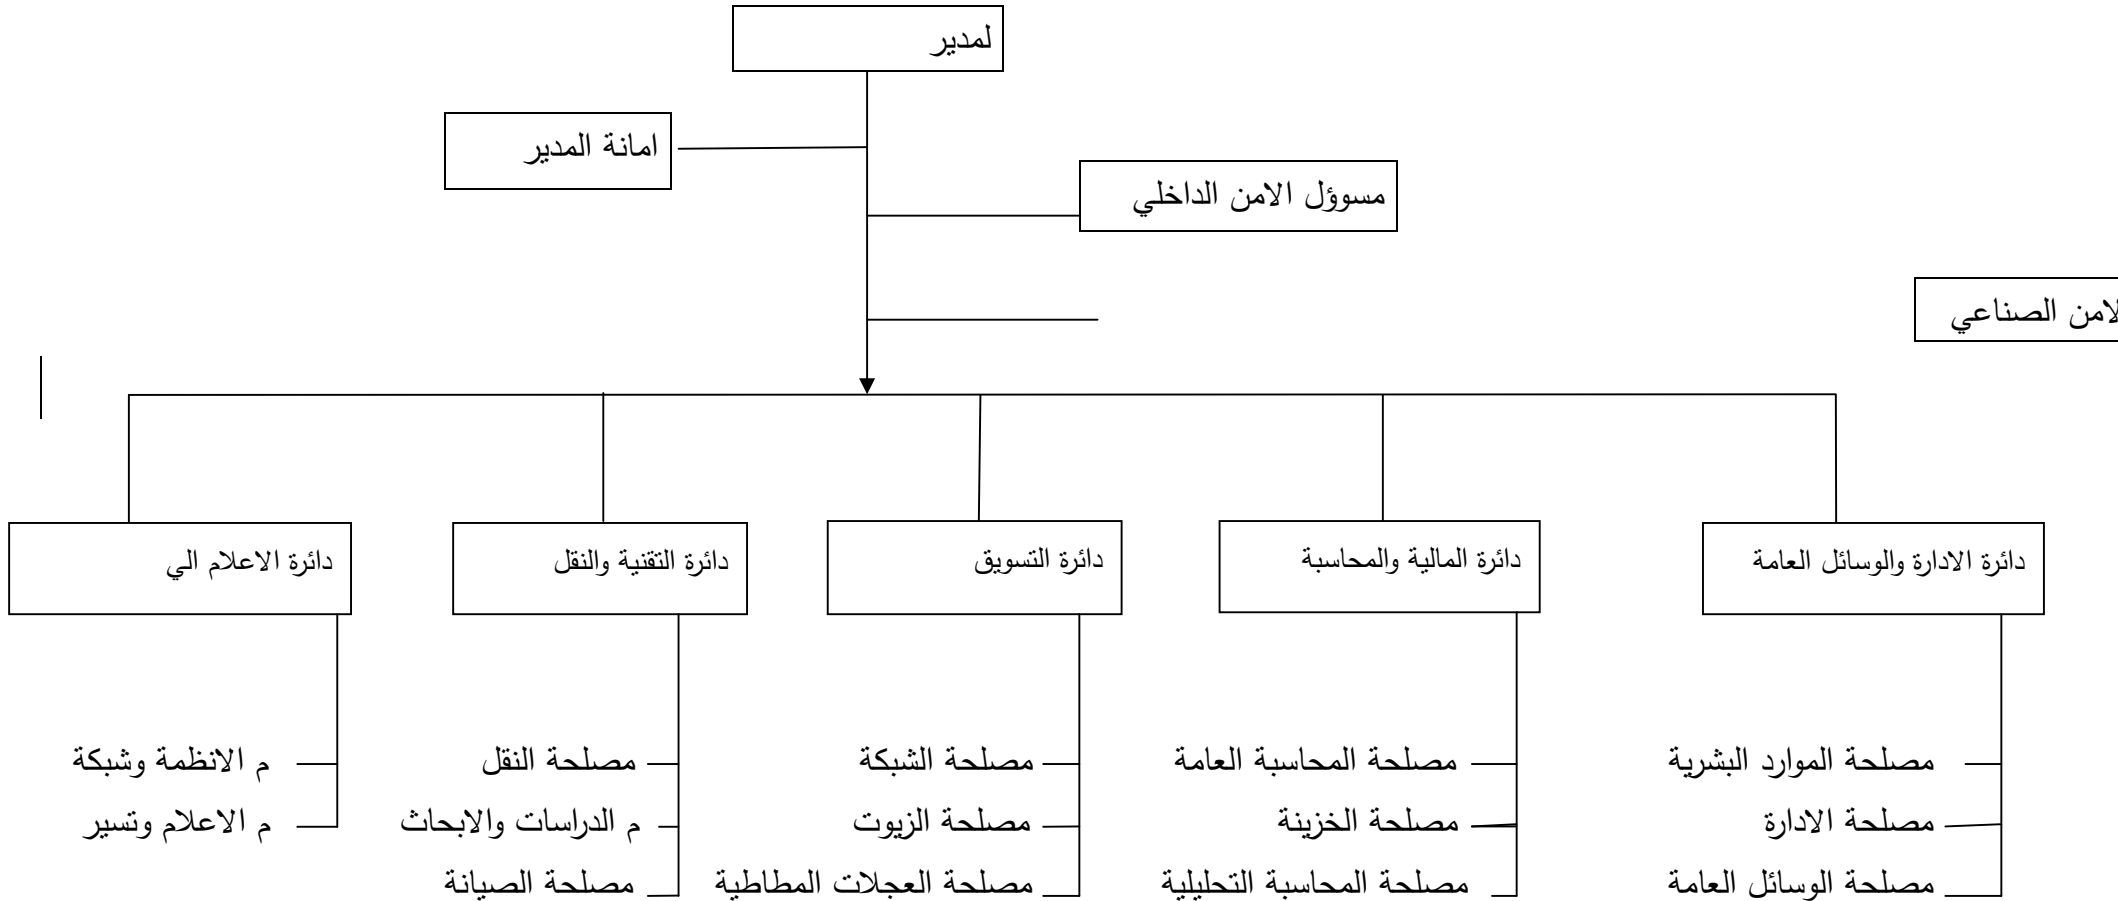 لمدير
امانة المدير
مسوؤل الامن الداخلي
الامن الصناعي
دائرة الادارة والوسائل العامة
دائرة المالية والمحاسبة
دائرة التسويق
دائرة التقنية والنقل
دائرة الاعلام الي
مصلحة الموارد البشرية
مصلحة المحاسبة العامة
مصلحة الشبكة
مصلحة النقل
م الانظمة وشبكة
مصلحة الادارة
مصلحة الخزينة
مصلحة الزيوت
م الدراسات والابحاث
م الاعلام وتسير
مصلحة الوسائل العامة
مصلحة المحاسبة التحليلية
مصلحة العجلات المطاطية
مصلحة الصيانة